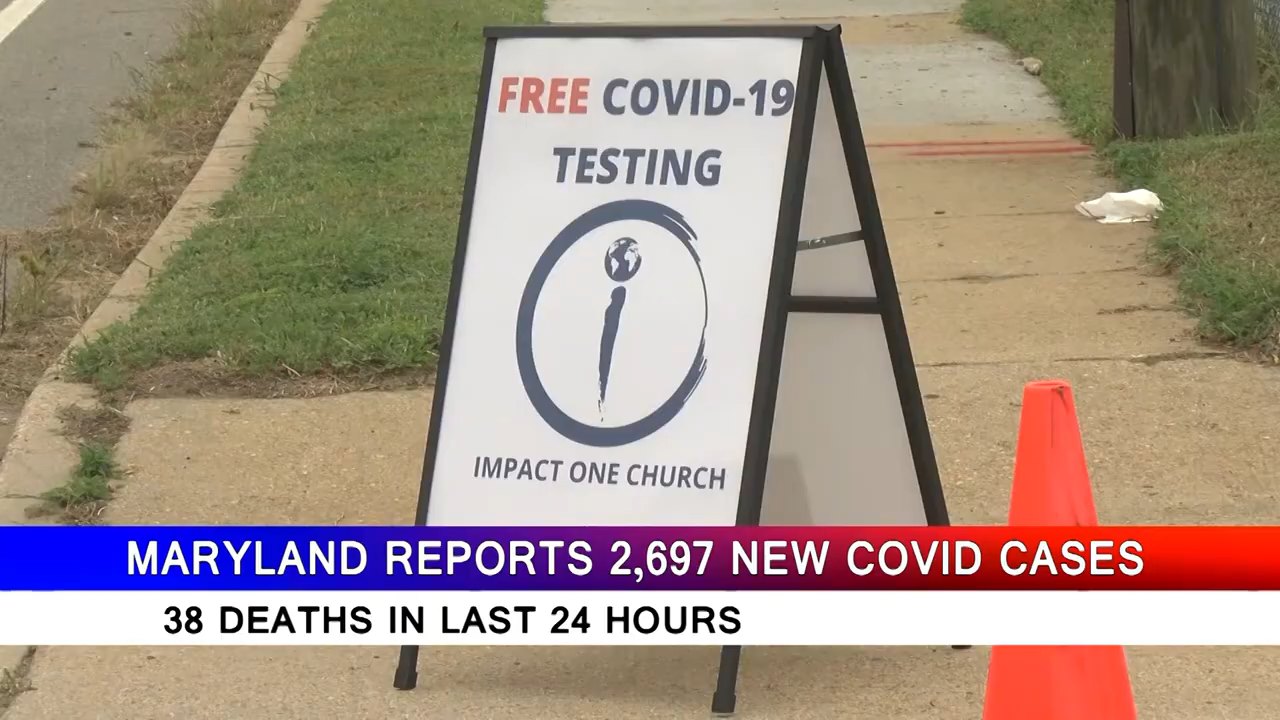 FREE COVID-19
TESTING
IMPACT ONE CHURCH
MARYLAND REPORTS 2,697 NEW COVID CASES
38 DEATHS IN LAST 24 HOURS